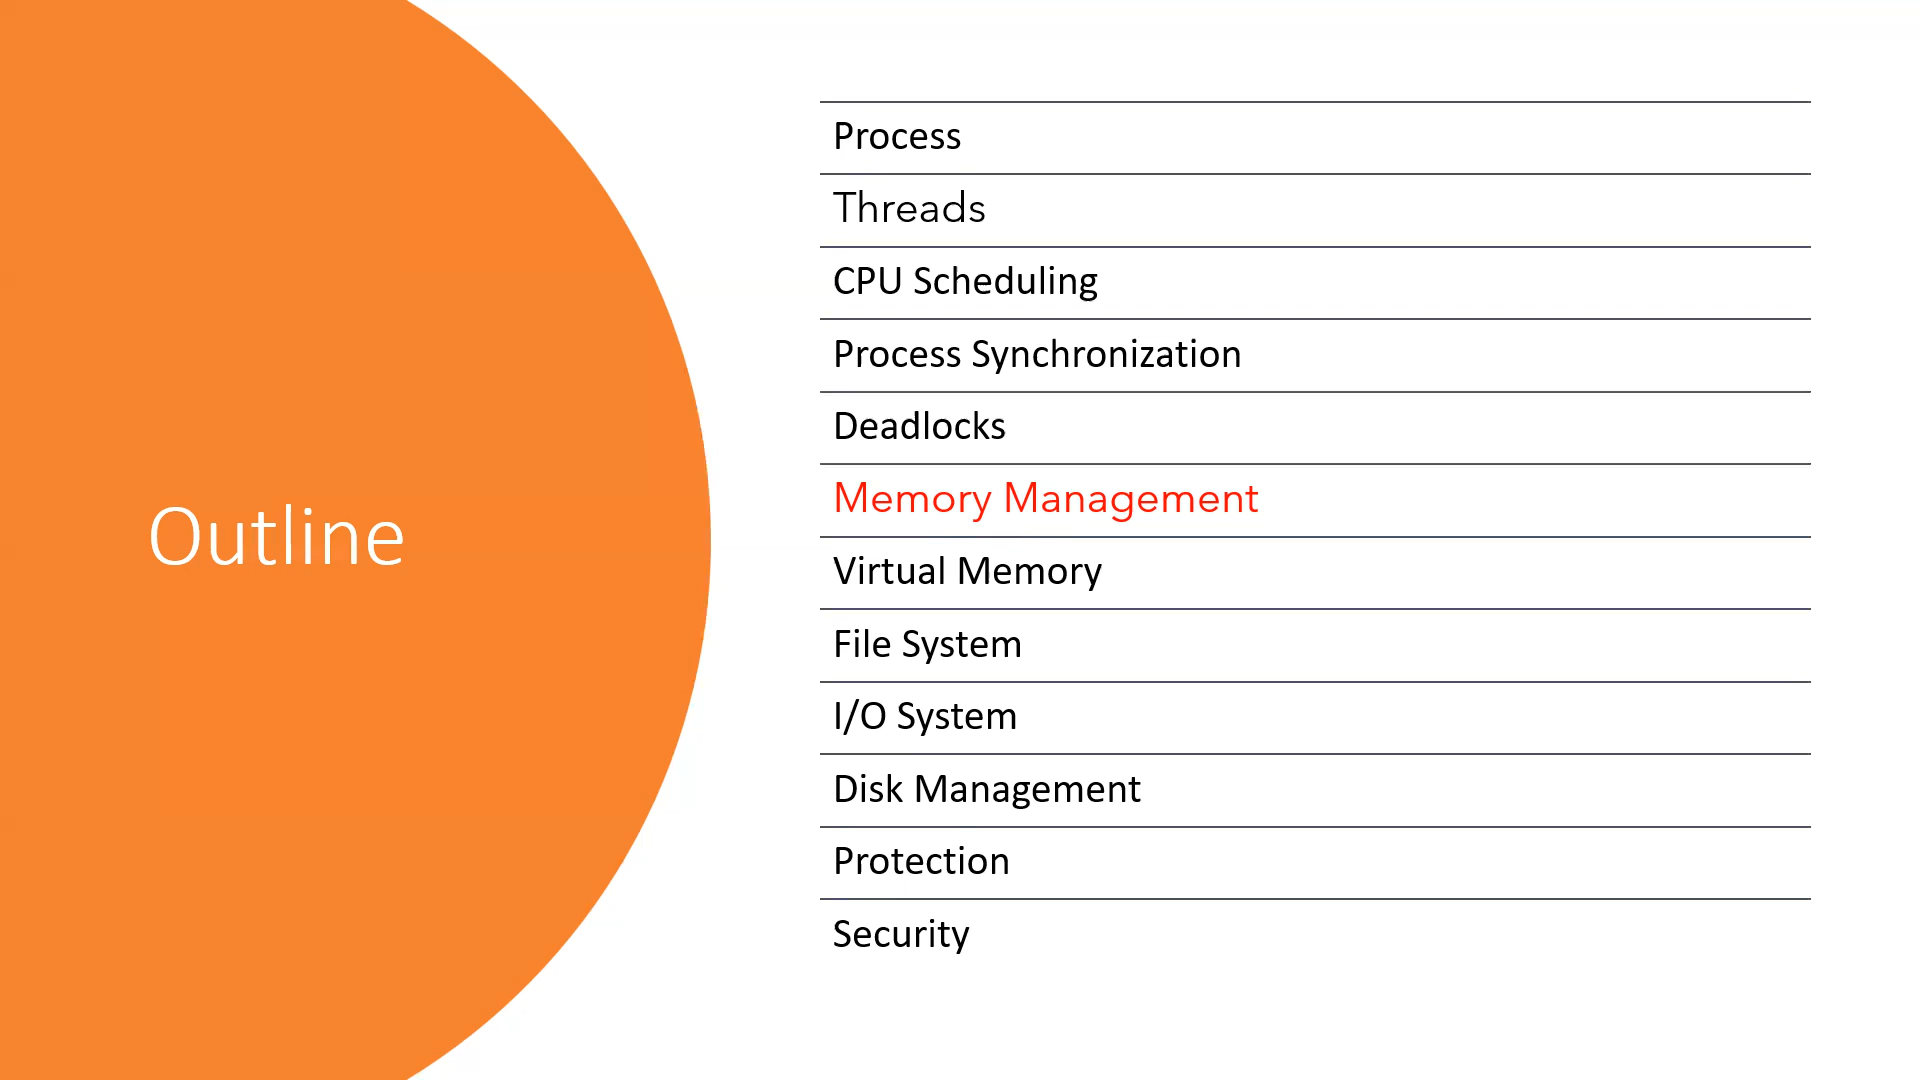 Outline
Process
Threads
CPU Scheduling
Process Synchronization
Deadlocks
Memory Management
Virtual Memory
File System
I/O System
Disk Management
Protection
Security